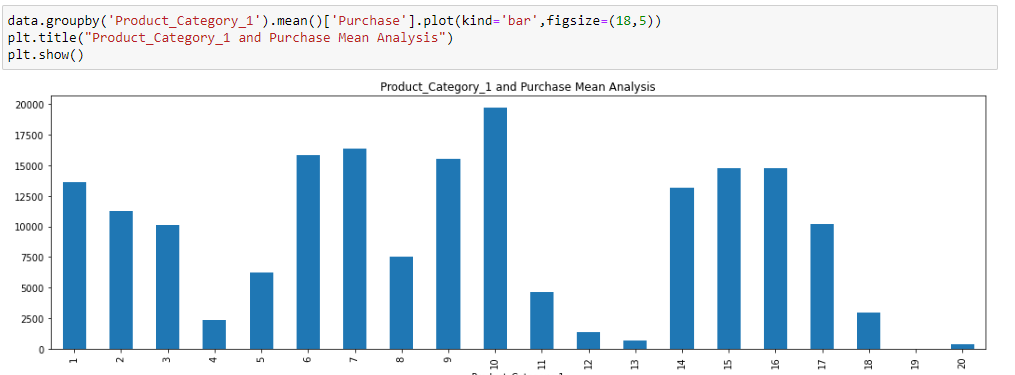 data.groupby('Product_Category_1').mean()['Purchase'].plot(kind='bar',figsize=(18,5))
plt.title("Product_Category_1 and Purchase Mean Analysis")
plt.show()
Product_Category_1 and Purchase Mean Analysis
20000
17500
15000
12500
10000
7500
5000
2500
0
1 2 3 4 5 6 7 8 9 10 11 12 13 14 15 16 17 18 19 20